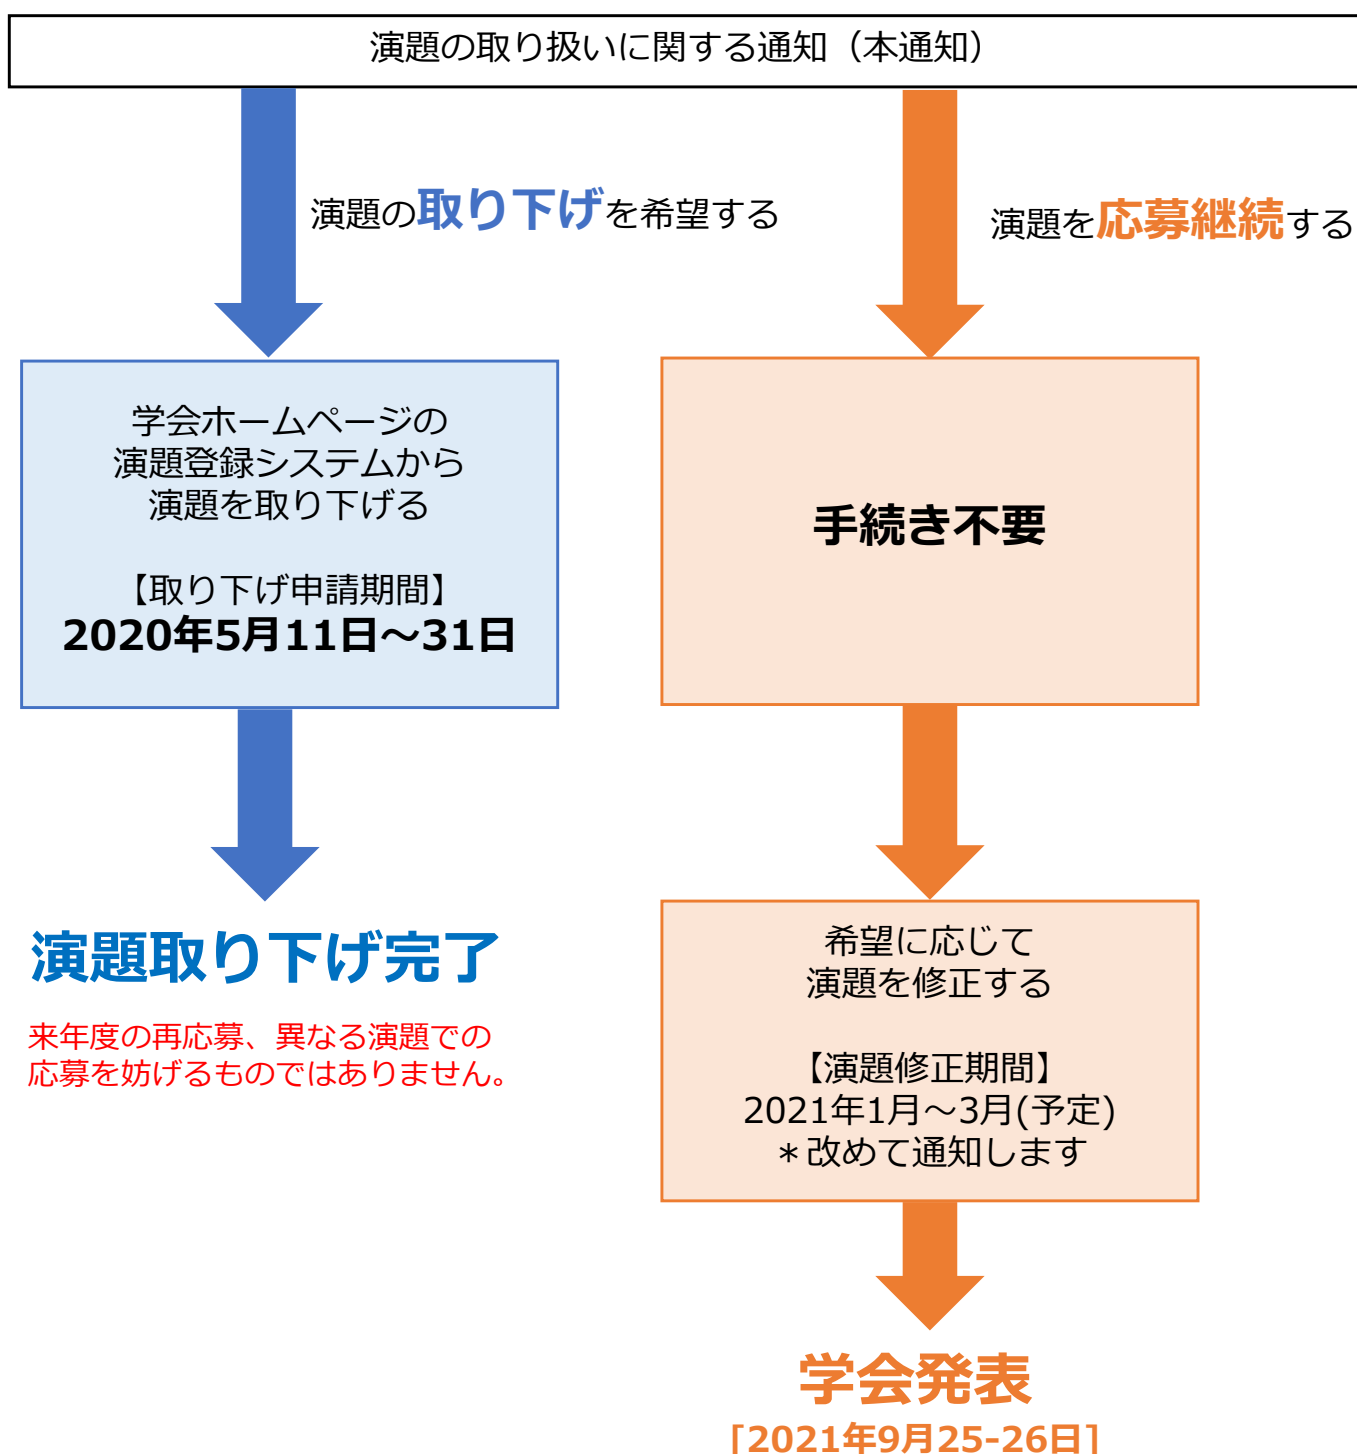 演題の取り扱いに関する通知（本通知）
演題の取り下げを希望する
演題を応募継続する
学会ホームページの
演題登録システムから
演題を取り下げる
【取り下げ申請期間】
2020年5月11日～31日
手続き不要
演題取り下げ完了
来年度の再応募、異なる演題での
応募を妨げるものではありません。
希望に応じて
演題を修正する
【演題修正期間】
2021年1月～3月(予定)
＊改めて通知します
学会発表
[2021年9月25-26日]